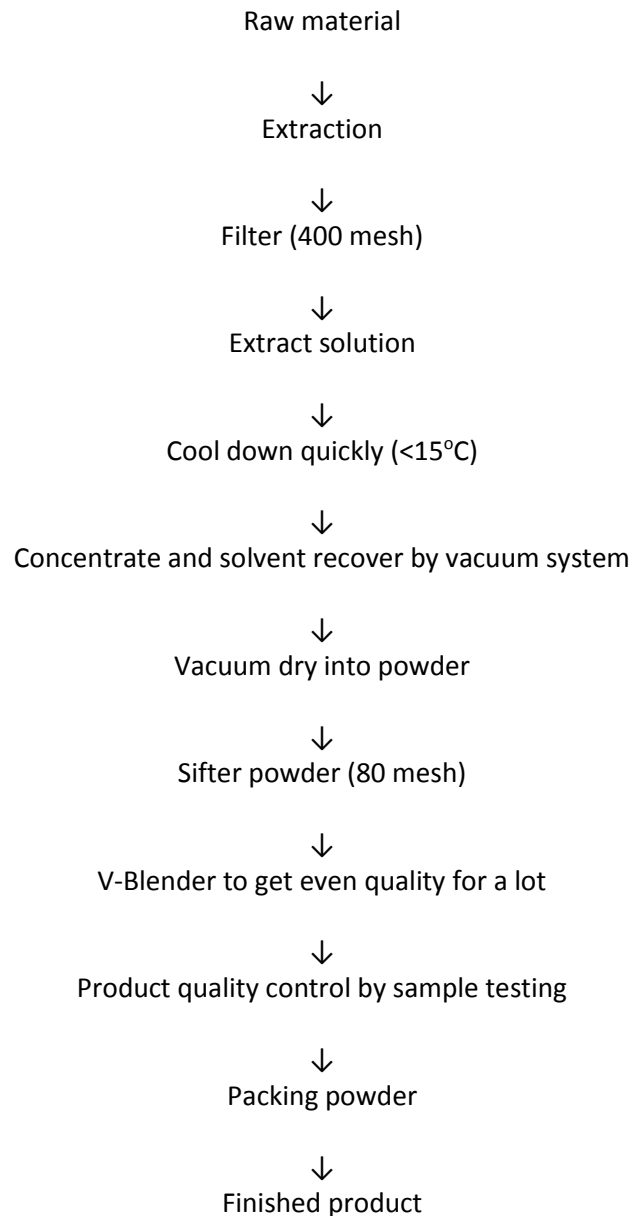 Raw material
↓
Extraction
↓
Filter (400 mesh)
↓
Extract solution
↓
Cool down quickly (<15°C)
↓
Concentrate and solvent recover by vacuum system
↓
Vacuum dry into powder
↓
Sifter powder (80 mesh)
↓
V-Blender to get even quality for a lot
↓
Product quality control by sample testing
↓
Packing powder
↓
Finished product